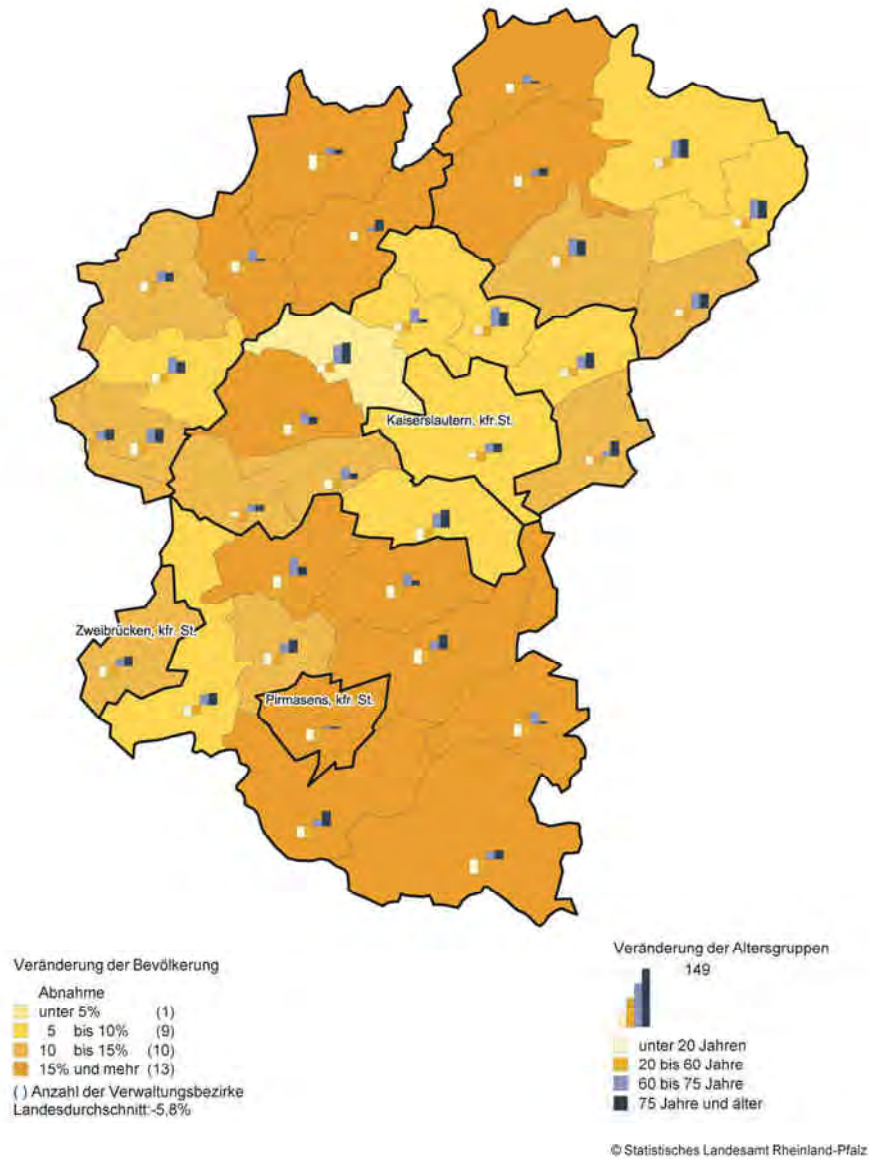 Kaiserslautern, kfr.St.
Zweibrücken, kfr. St.
Pirmasens, kfr. St.
Veränderung der Bevölkerung
Abnahme
unter 5% (1)
5 bis 10% (9)
10 bis 15% (10)
15% und mehr (13)
( ) Anzahl der Verwaltungsbezirke
Landesdurchschnitt:-5,8%
Veränderung der Altersgruppen
149
unter 20 Jahren
20 bis 60 Jahre
60 bis 75 Jahre
75 Jahre und älter
© Statistisches Landesamt Rheinland-Pfalz